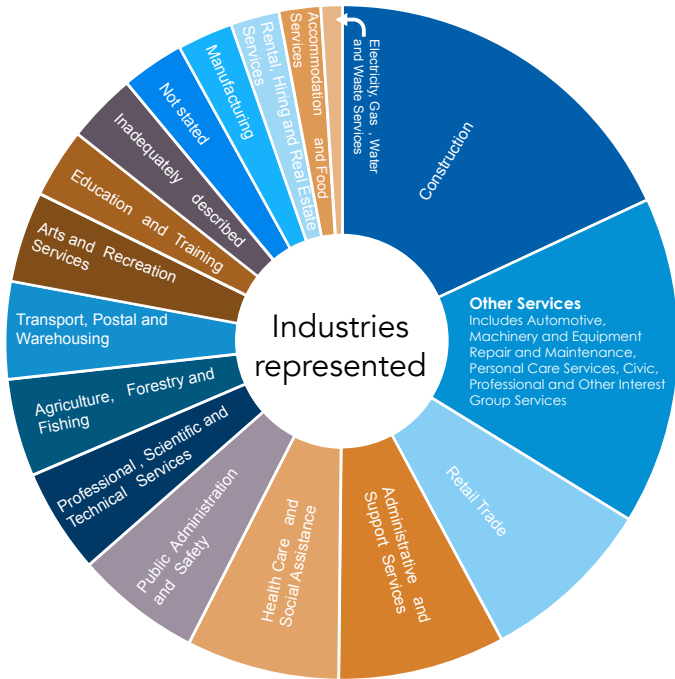 Industries
represented
Electricity, Gas , Water
and Waste Services
Construction
Other Services
Includes Automotive,
Machinery and Equipment
Repair and Maintenance,
Personal Care Services, Civic,
Professional and Other Interest
Group Services
Retail Trade
Administrative and
Support Services
Health Care and
Social Assistance
Public Administration
and Safety
Professional , Scientific and
Technical Services
Agriculture, Forestry and
Fishing
Transport, Postal and
Warehousing
Arts and Recreation
Services
Education and Training
Inadequately described
Not stated
Manufacturing
Rental, Hiring and Real Estate
Services
Accommodation and Food
Services